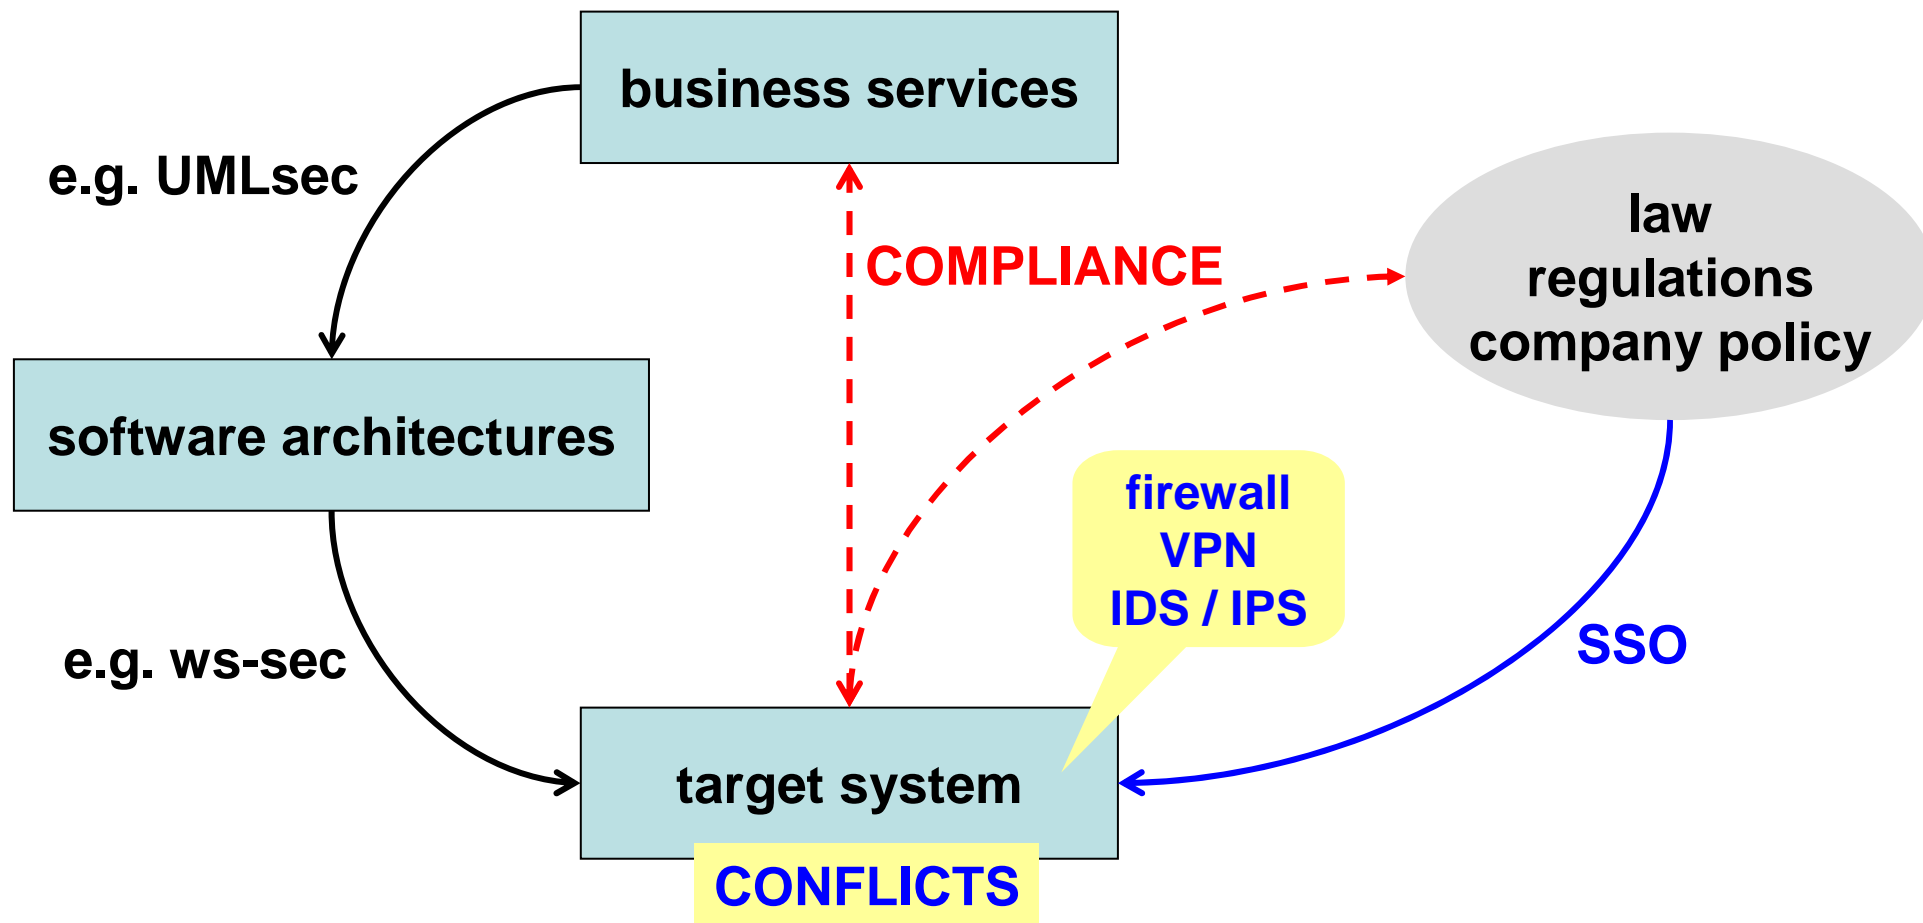 business services
e.g. UMLsec
law
regulations
company policy
COMPLIANCE
software architectures
firewall
VPN
IDS / IPS
SSO
e.g. ws-sec
target system
CONFLICTS